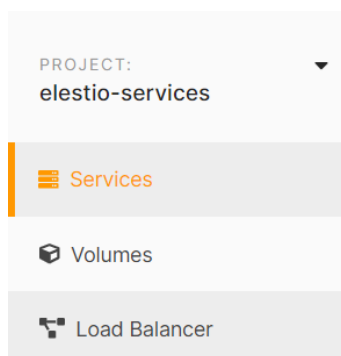 PROJECT:
elestio-services
Services
Volumes
Load Balancer